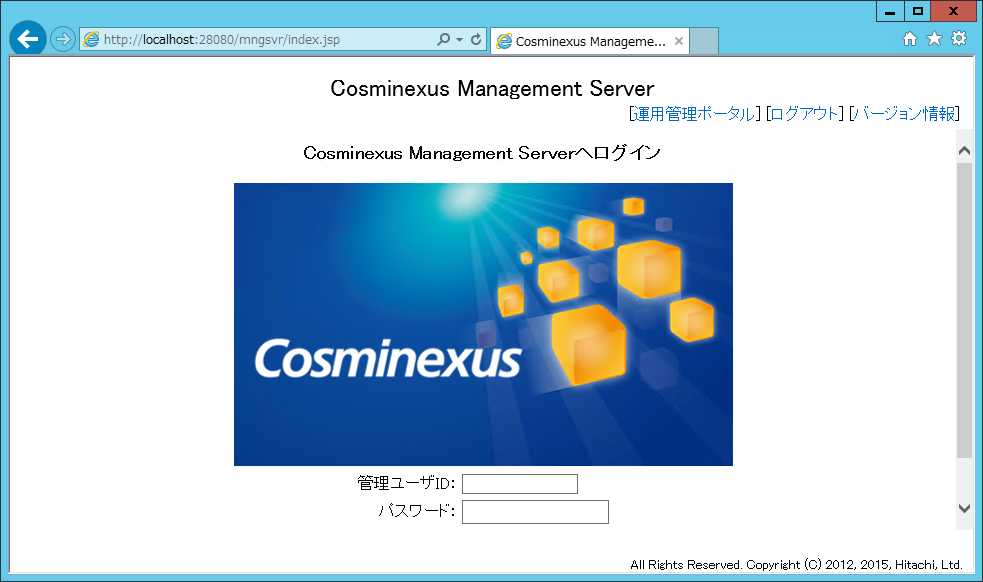 http://localhost:28080/mngsvr/index.jsp
Cosminexus Manageme...
Cosminexus Management Server
[運用管理ポータル] [ログアウト] [バージョン情報]
Cosminexus Management Serverへログイン
Cosminexus
管理ユーザID:
パスワード:
All Rights Reserved. Copyright (C) 2012, 2015, Hitachi, Ltd.